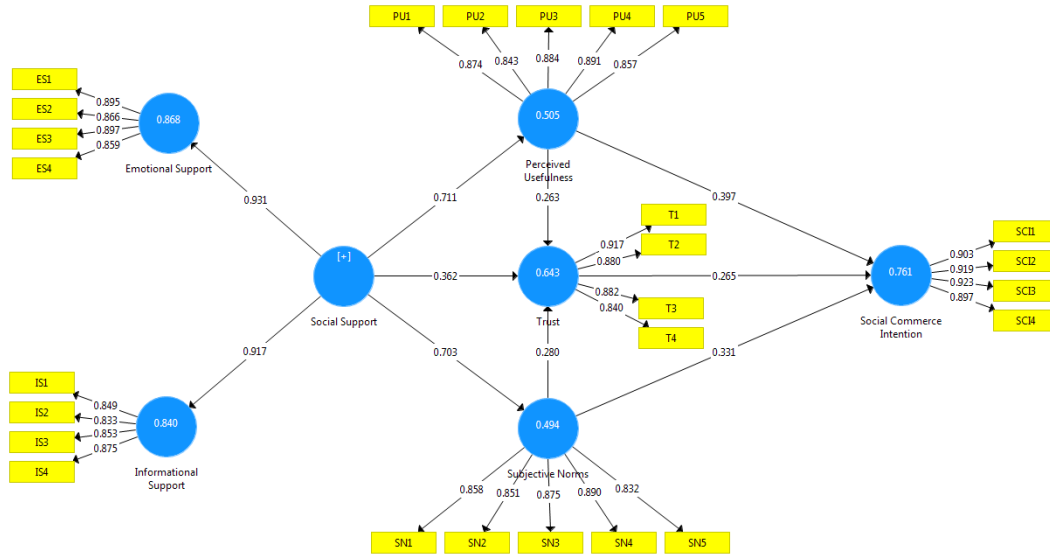 PU1 PU2 PU3 PU4 PU5
0.874 0.843 0.884 0.891 0.857
ES1
ES2
ES3
ES4
0.895
0.866
0.897
0.859
0.868
Emotional Support
0.505
Perceived
Usefulness
0.931
0.711
0.263
0.397
T1
T2
0.917
0.880
[+]
Social Support
0.362
0.643
Trust
0.265
0.882
0.840
T3
T4
0.761
Social Commerce
Intention
0.903
0.919
0.923
0.897
SCI1
SCI2
SCI3
SCI4
0.917
0.703
0.280
0.331
IS1
IS2
IS3
IS4
0.849
0.833
0.853
0.875
0.840
Informational
Support
0.494
Subjective Norms
0.858 0.851 0.875 0.890 0.832
SN1 SN2 SN3 SN4 SN5